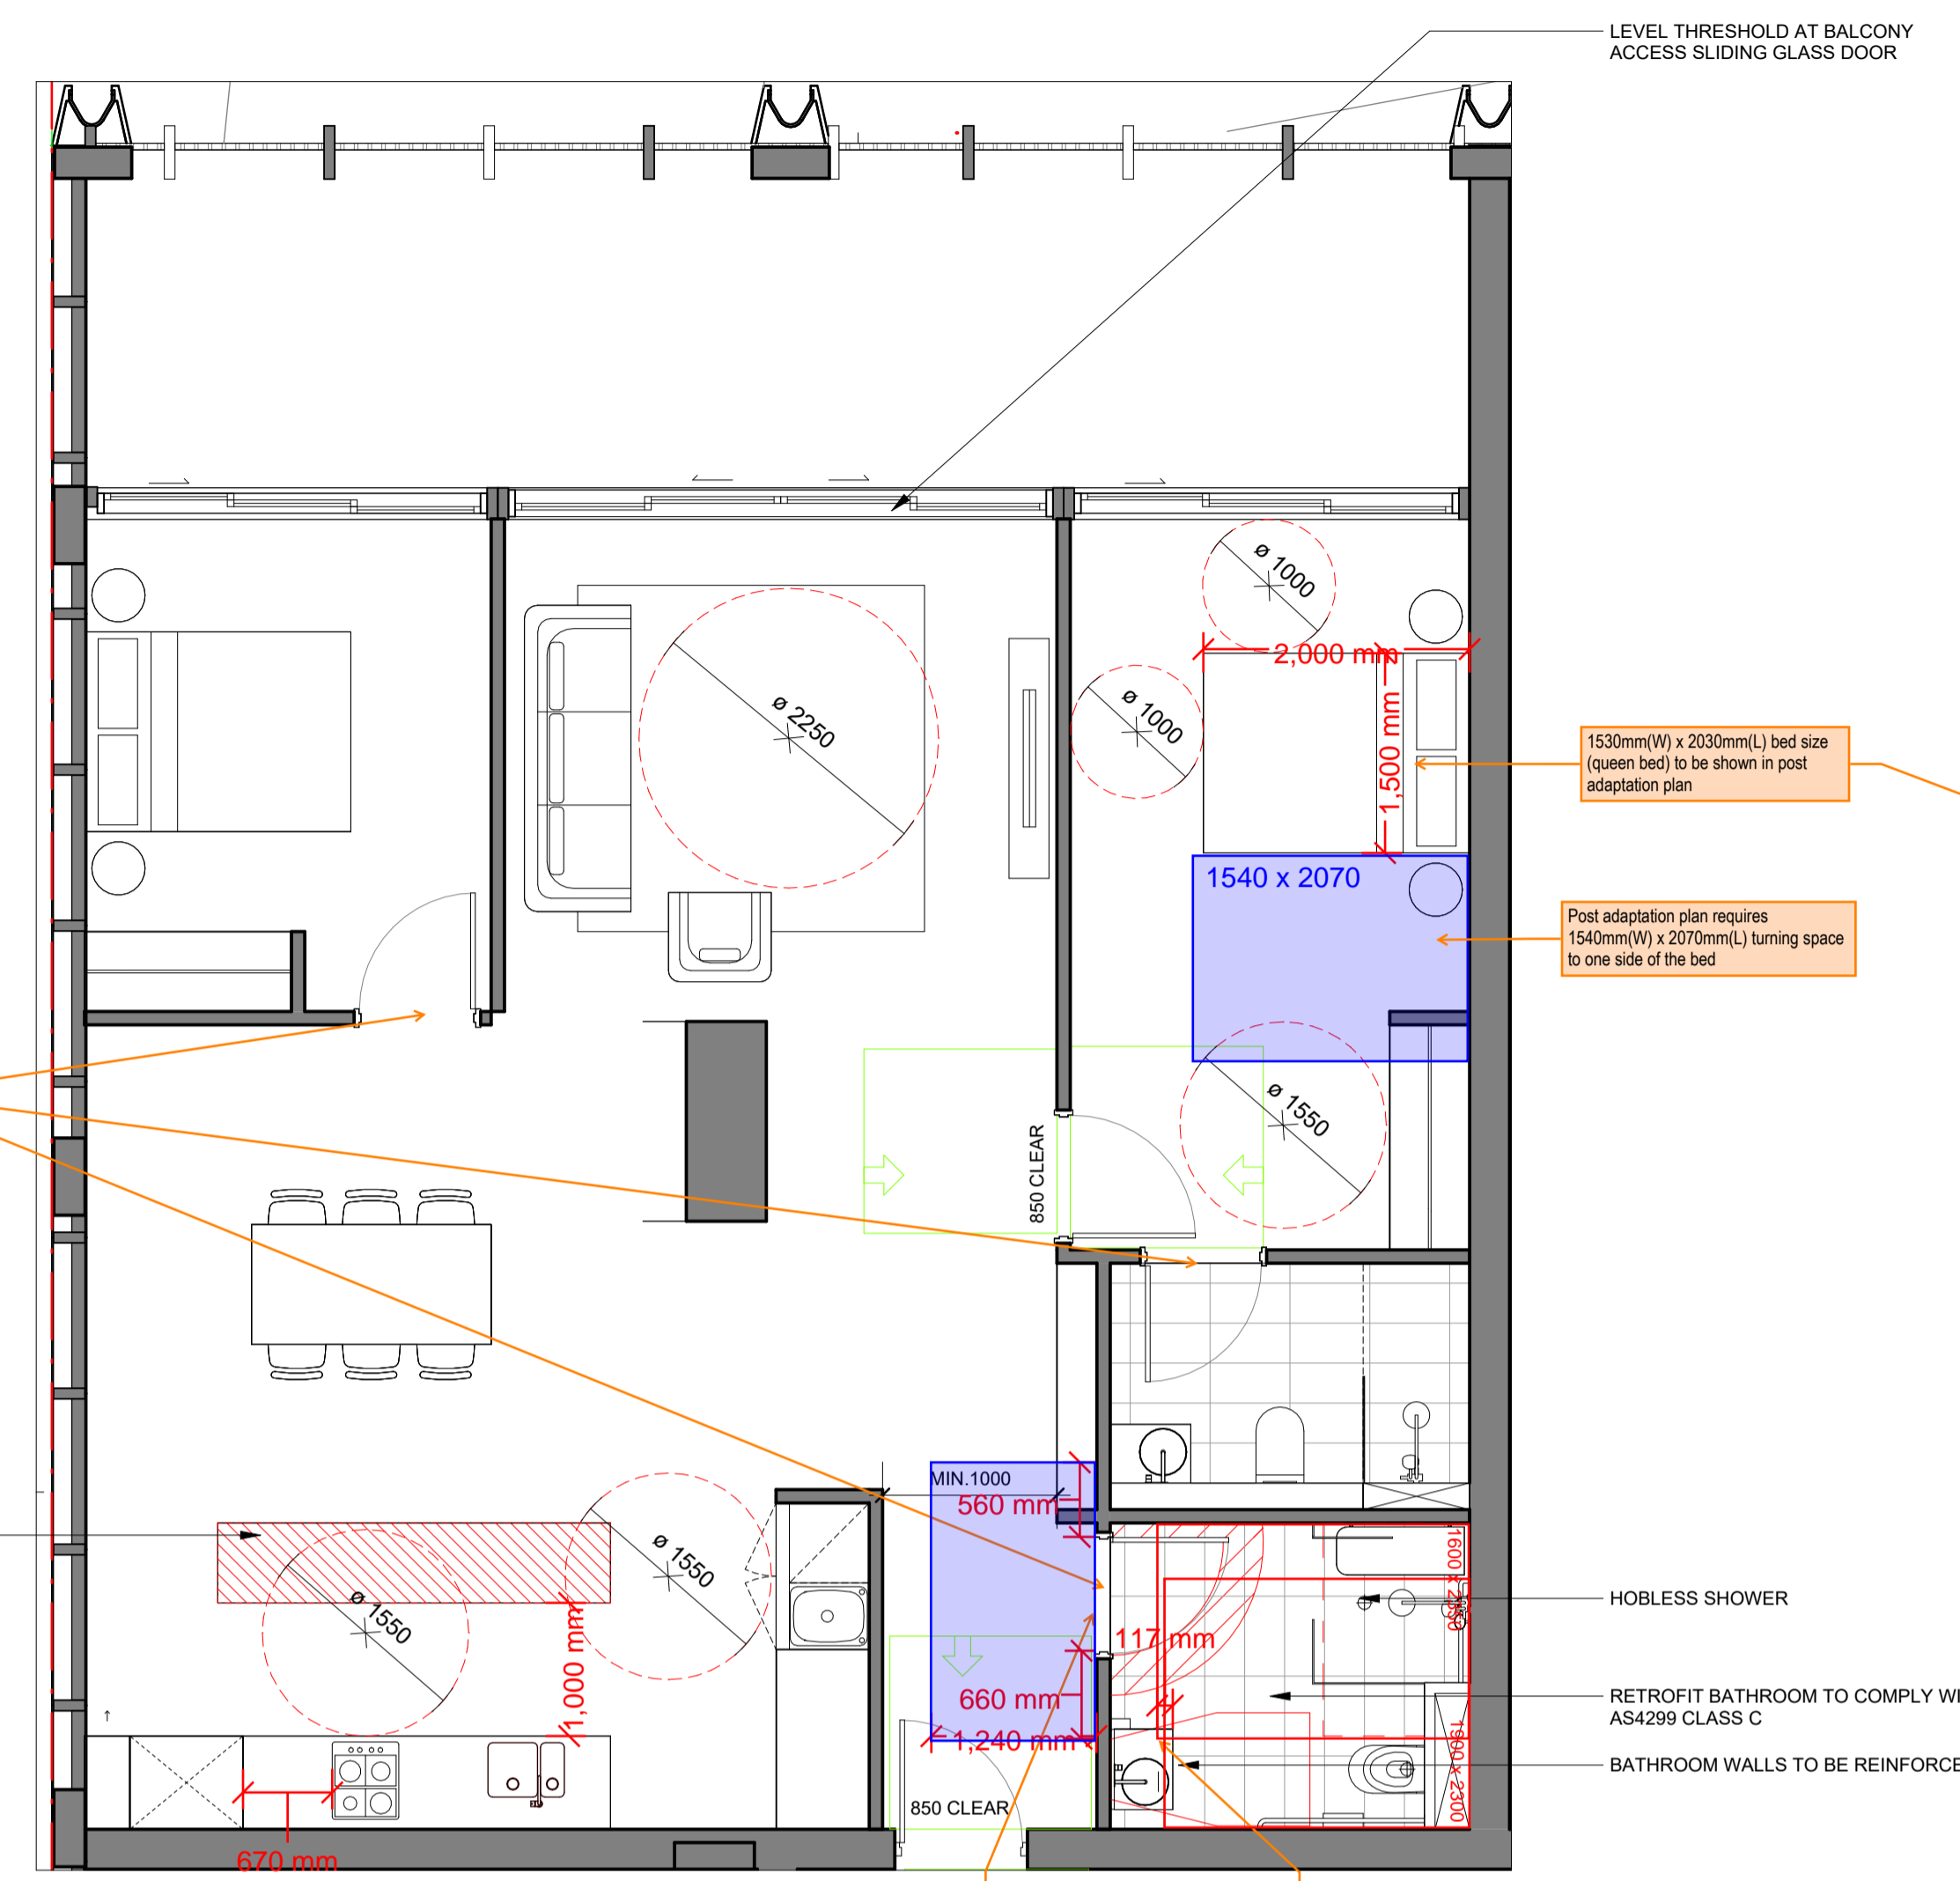 LEVEL THRESHOLD AT BALCONY
ACCESS SLIDING GLASS DOOR
ø 1000
2,000 mm
ø 1000
ø 2250
1,500 mm
1530mm(W) x 2030mm(L) bed size
(queen bed) to be shown in post
adaptation plan
1540 x 2070
Post adaptation plan requires
1540mm(W) x 2070mm(L) turning space
to one side of the bed
ø 1550
850 CLEAR
MIN.1000
560 mm
ø 1550
ø 1550
1,000 mm
1600 x 2350
HOBLESS SHOWER
117 mm
660 mm
RETROFIT BATHROOM TO COMPLY WI
AS4299 CLASS C
1,240 mm
1900 x 2300
BATHROOM WALLS TO BE REINFORCE
850 CLEAR
670 mm